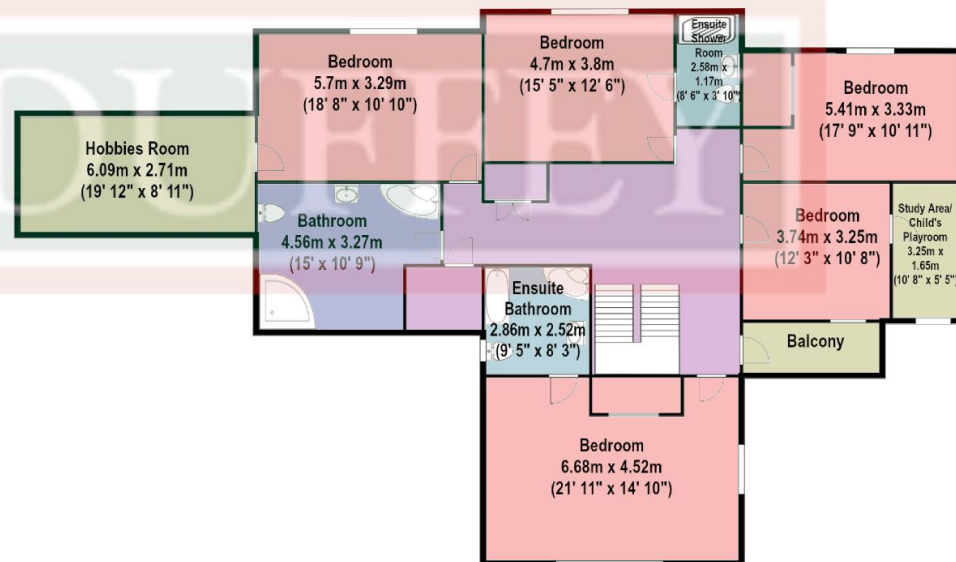 DUFFEY
Bedroom
5.7m x 3.29m
(18' 8" x 10' 10")
Bedroom
4.7m x 3.8m
(15' 5" x 12' 6")
Ensuite
Shower
Room
2.58m x
1.17m
(8' 6" x 3' 10")
Bedroom
5.41m x 3.33m
(17' 9" x 10' 11")
Hobbies Room
6.09m x 2.71m
(19' 12" x 8' 11")
Bathroom
4.56m x 3.27m
(15' x 10' 9")
Bedroom
3.74m x 3.25m
(12' 3" x 10' 8")
Study Area/
Child's
Playroom
3.25m x
1.65m
(10' 8" x 5' 5")
Ensuite
Bathroom
2.86m x 2.52m
(9' 5" x 8' 3")
Balcony
Bedroom
6.68m x 4.52m
(21' 11" x 14' 10")